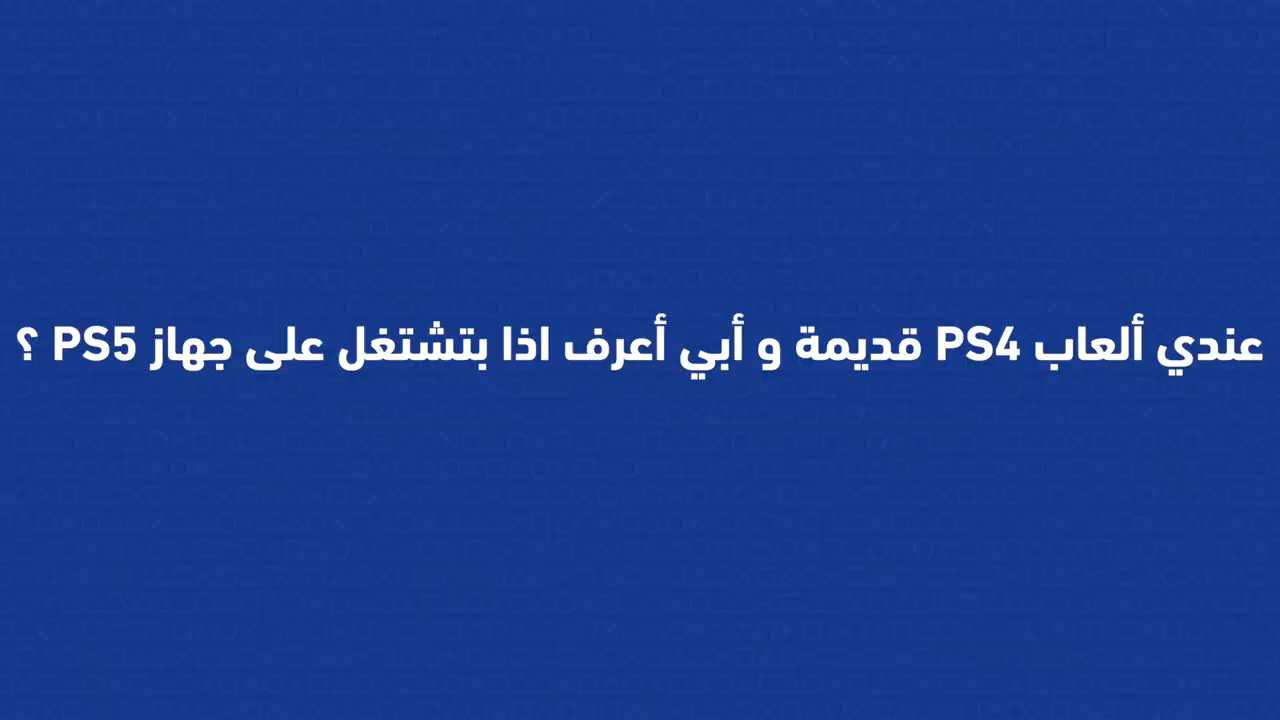 عندي ألعاب PS4 قديمة و أبي أعرف اذا بتشتغل على جهاز PS5 ؟